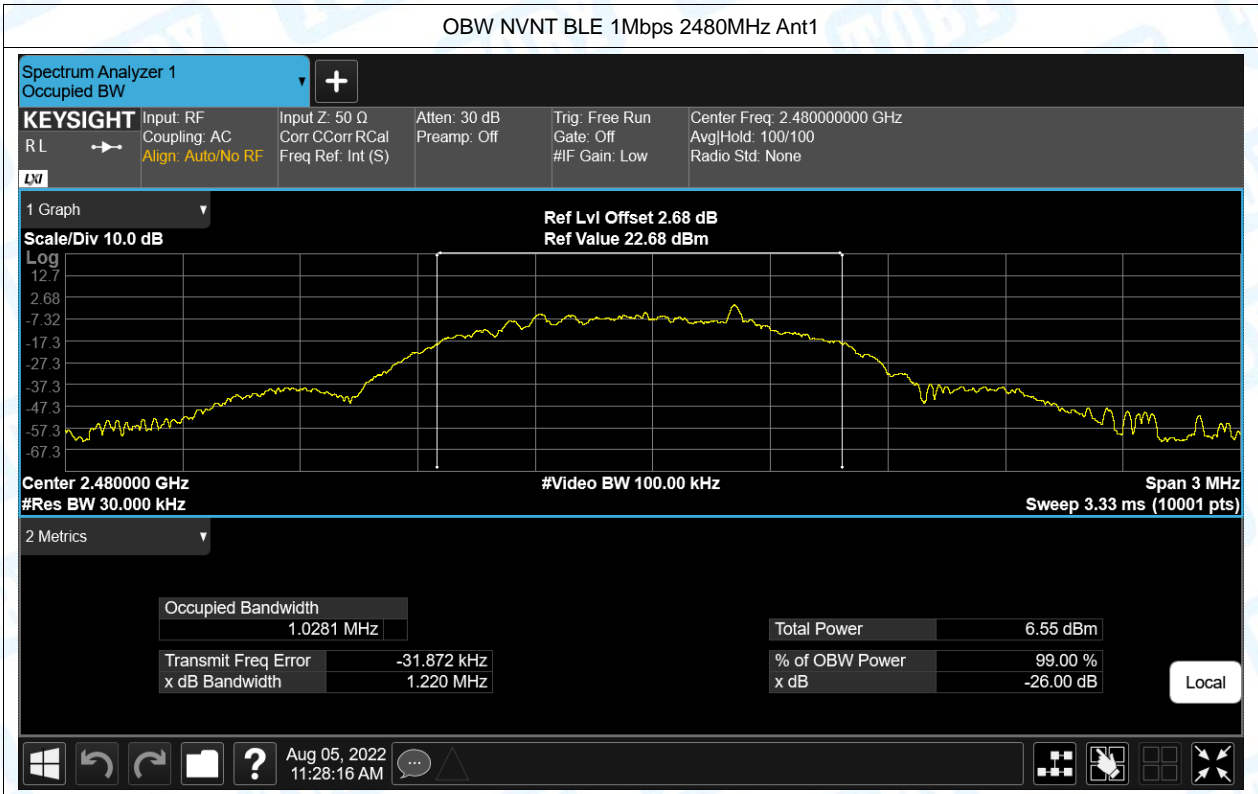 OBW NVNT BLE 1Mbps 2480MHz Ant1
Spectrum Analyzer 1
Occupied BW
KEYSIGHT
R L
LXI
Input: RF
Coupling: AC
Align: Auto/No RF
Input Z: 50 Ω
Corr CCorr RCal
Freq Ref: Int (S)
Atten: 30 dB
Preamp: Off
Trig: Free Run
Gate: Off
#IF Gain: Low
Center Freq: 2.480000000 GHz
Avg|Hold: 100/100
Radio Std: None
1 Graph
Scale/Div 10.0 dB
Ref Lvl Offset 2.68 dB
Ref Value 22.68 dBm
Log
12.7
2.68
-7.32
-17.3
-27.3
-37.3
-47.3
-57.3
-67.3
Center 2.480000 GHz
#Res BW 30.000 kHz
#Video BW 100.00 kHz
Span 3 MHz
Sweep 3.33 ms (10001 pts)
2 Metrics
Occupied Bandwidth
1.0281 MHz
Transmit Freq Error -31.872 kHz
x dB Bandwidth 1.220 MHz
Total Power 6.55 dBm
% of OBW Power 99.00 %
x dB -26.00 dB
Local
?
Aug 05, 2022
11:28:16 AM